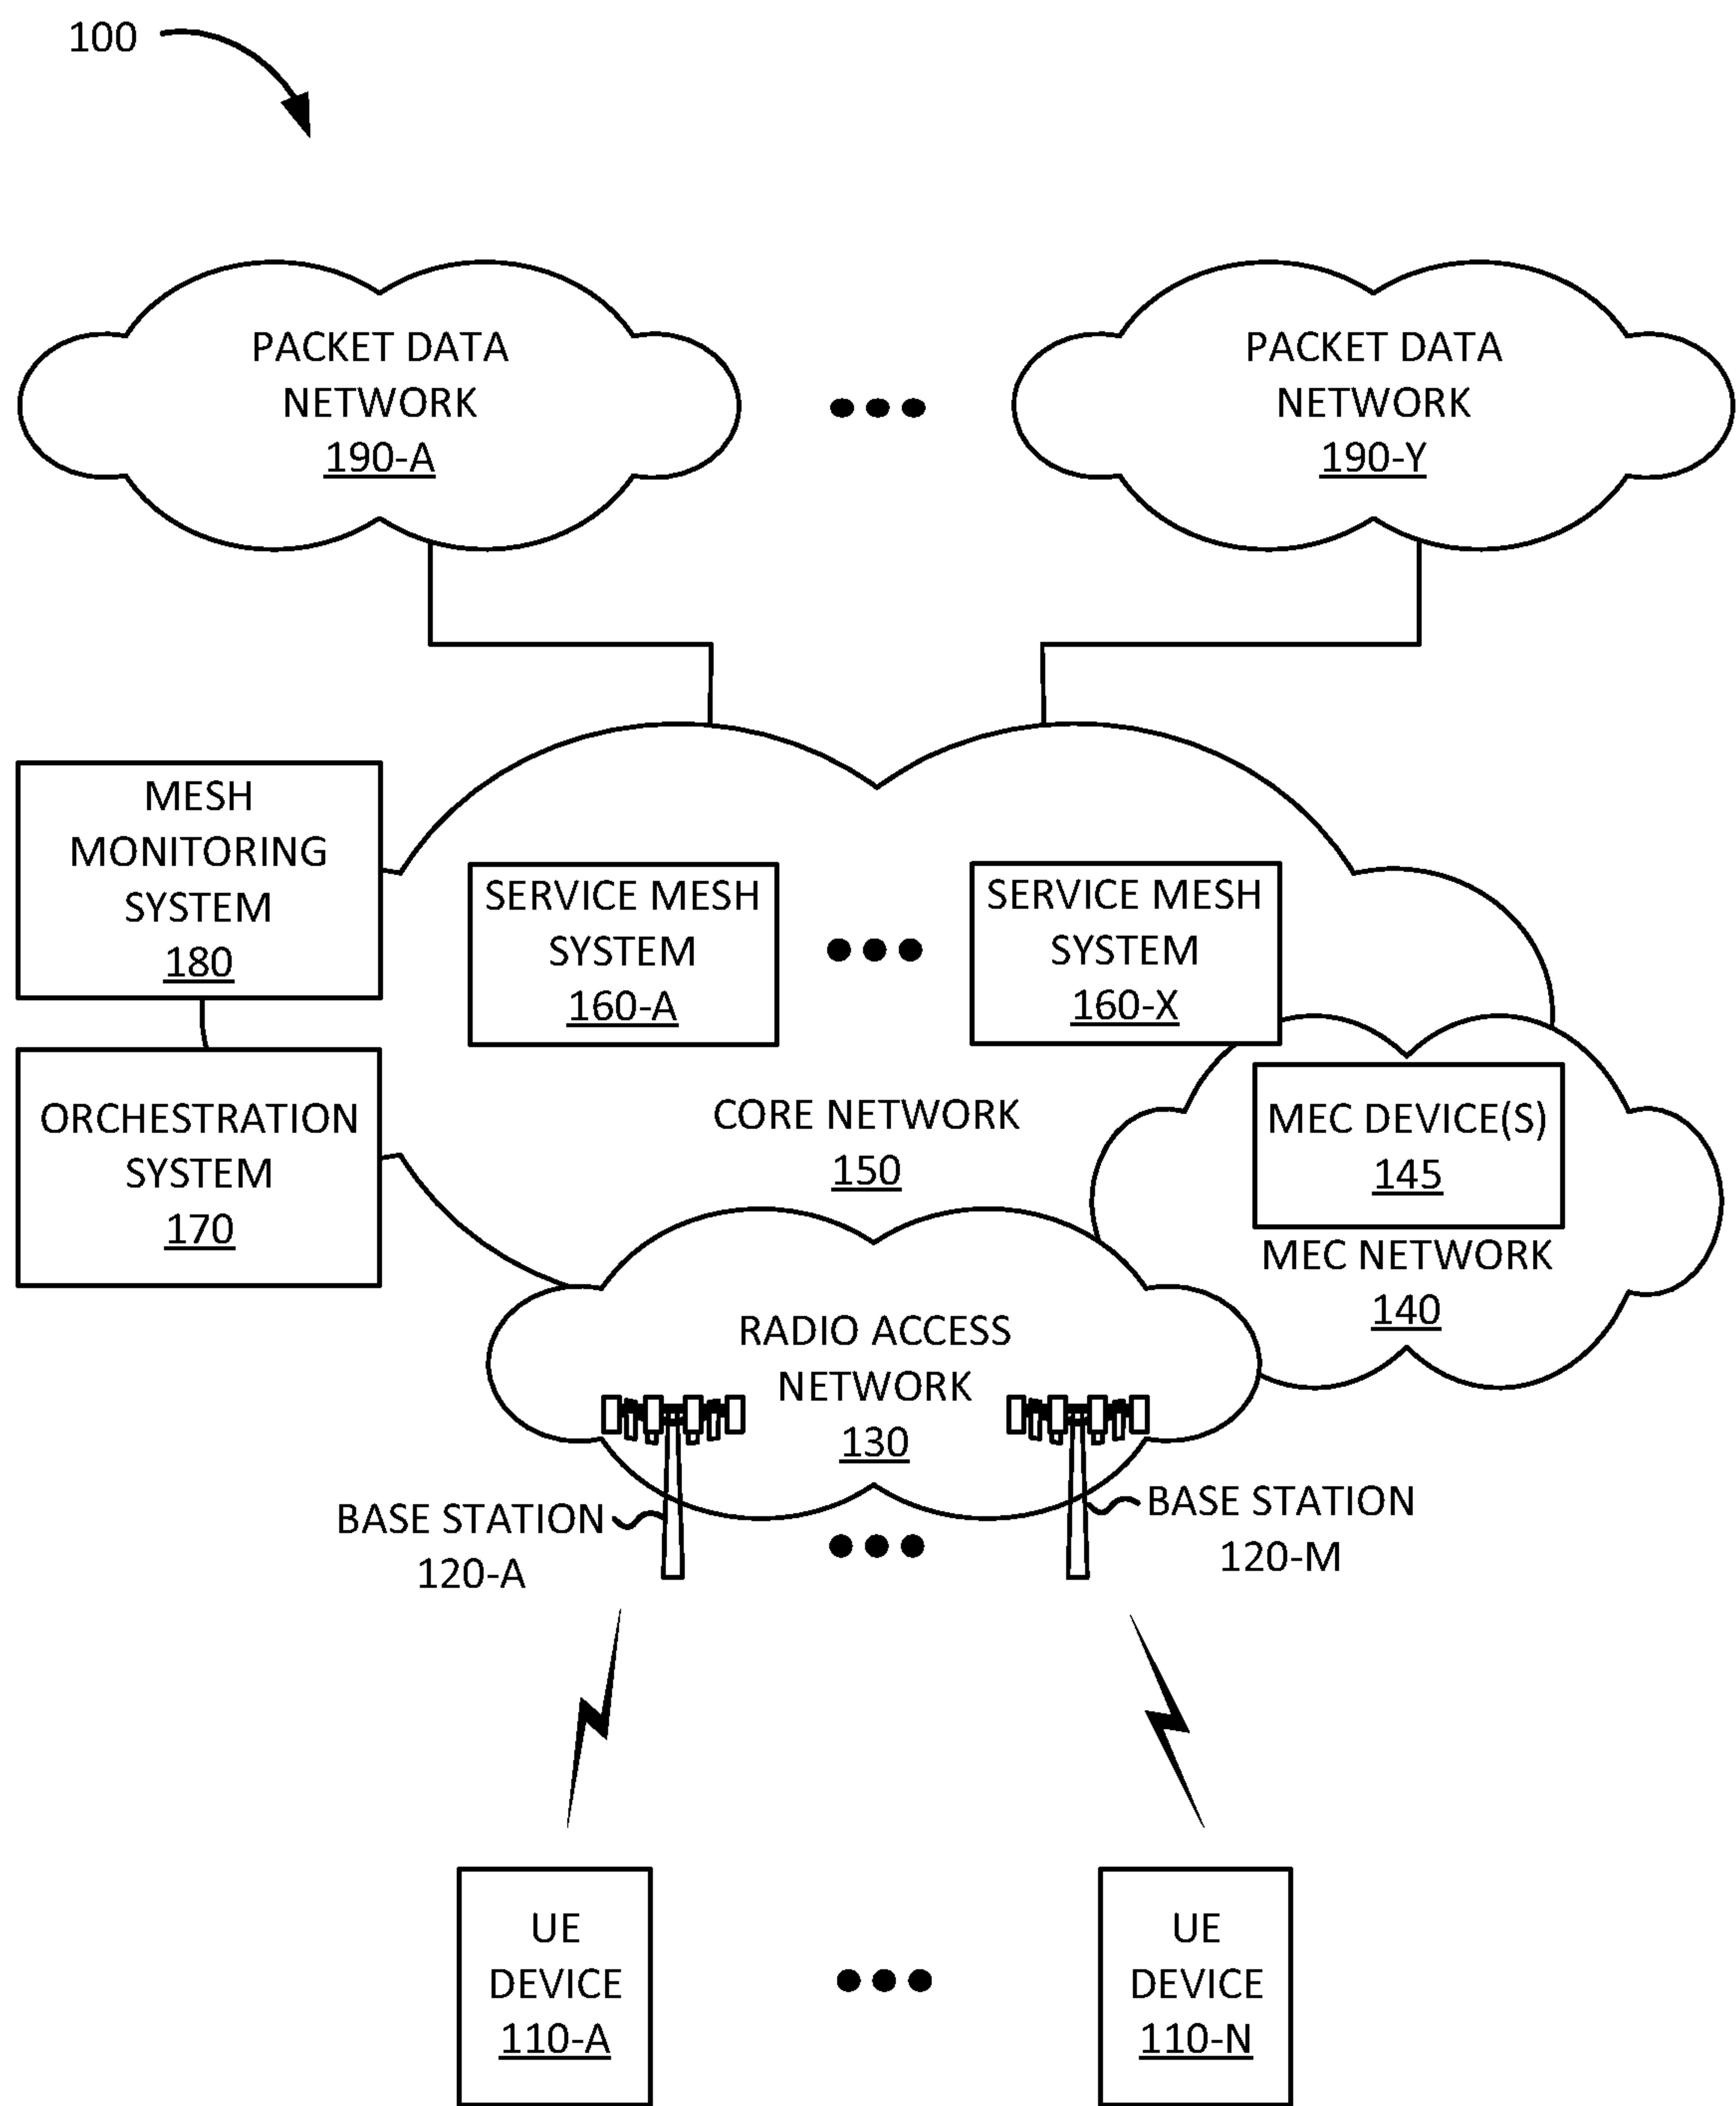 100
PACKET DATA
NETWORK
190-A
PACKET DATA
NETWORK
190-Y
MESH
MONITORING
SYSTEM
180
SERVICE MESH
SYSTEM
160-A
SERVICE MESH
SYSTEM
160-X
ORCHESTRATION
SYSTEM
170
CORE NETWORK
150
MEC DEVICE(S)
145
MEC NETWORK
140
RADIO ACCESS
NETWORK
130
BASE STATION
120-A
BASE STATION
120-M
UE
DEVICE
110-A
UE
DEVICE
110-N